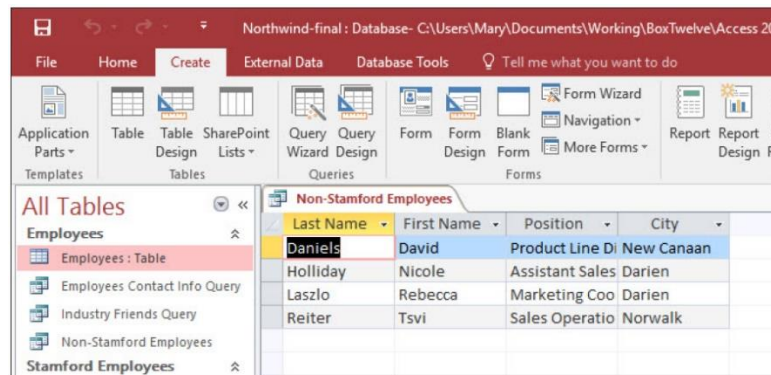 Northwind-final : Database- C:\Users\Mary\Documents\Working\BoxTwelve\Access 20
File Home Create External Data Database Tools Tell me what you want to do
Application Parts
Table
Table Design
SharePoint Lists
Query Wizard
Query Design
Form
Form Design
Blank Form
Form Wizard
Navigation
More Forms
Report
Report Design
Templates Tables Queries Forms
All Tables
Employees
Employees : Table
Employees Contact Info Query
Industry Friends Query
Non-Stamford Employees
Stamford Employees
Non-Stamford Employees
Last Name First Name Position City
Daniels David Product Line Di New Canaan
Holliday Nicole Assistant Sales Darien
Laszlo Rebecca Marketing Coo Darien
Reiter Tsvi Sales Operatio Norwalk